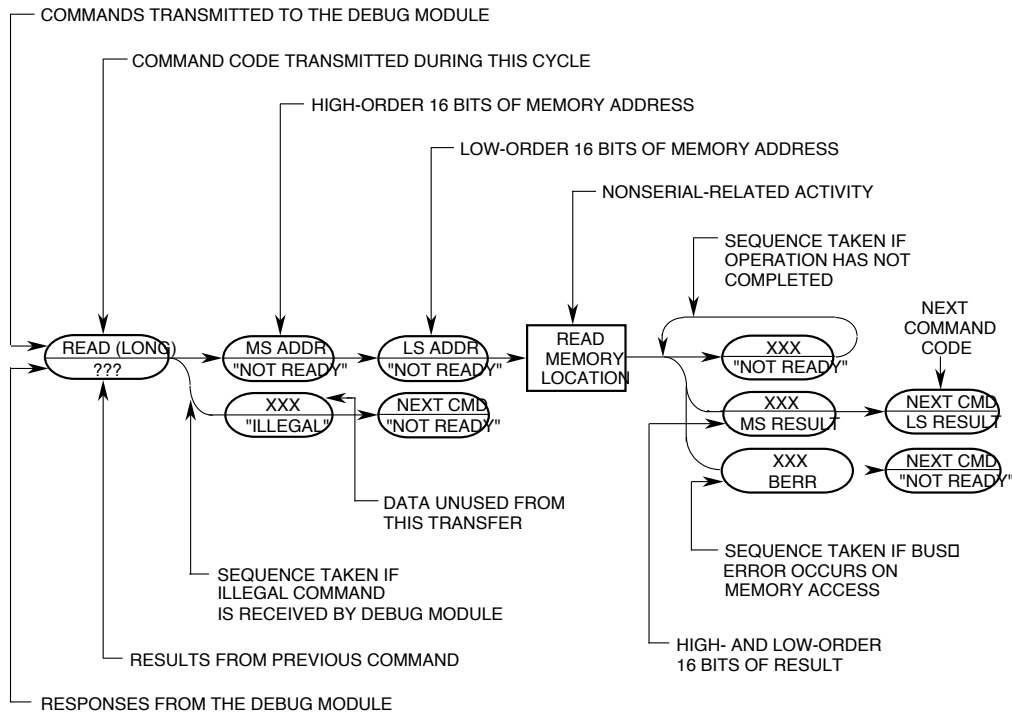 COMMANDS TRANSMITTED TO THE DEBUG MODULE
COMMAND CODE TRANSMITTED DURING THIS CYCLE
HIGH-ORDER 16 BITS OF MEMORY ADDRESS
LOW-ORDER 16 BITS OF MEMORY ADDRESS
NONSERIAL-RELATED ACTIVITY
SEQUENCE TAKEN IF
OPERATION HAS NOT
COMPLETED
NEXT
COMMAND
CODE
READ (LONG)
???
MS ADDR
"NOT READY"
LS ADDR
"NOT READY"
READ
MEMORY
LOCATION
XXX
"NOT READY"
XXX
"ILLEGAL"
NEXT CMD
"NOT READY"
XXX
MS RESULT
NEXT CMD
LS RESULT
XXX
BERR
NEXT CMD
"NOT READY"
DATA UNUSED FROM
THIS TRANSFER
SEQUENCE TAKEN IF
ILLEGAL COMMAND
IS RECEIVED BY DEBUG MODULE
SEQUENCE TAKEN IF BUS
ERROR OCCURS ON
MEMORY ACCESS
HIGH- AND LOW-ORDER
16 BITS OF RESULT
RESULTS FROM PREVIOUS COMMAND
RESPONSES FROM THE DEBUG MODULE